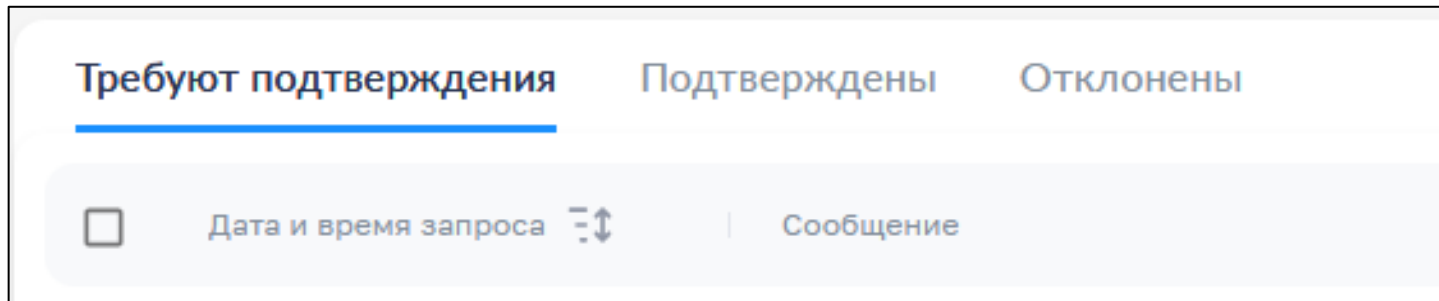 Требуют подтверждения Подтверждены Отклонены
Дата и время запроса Сообщение